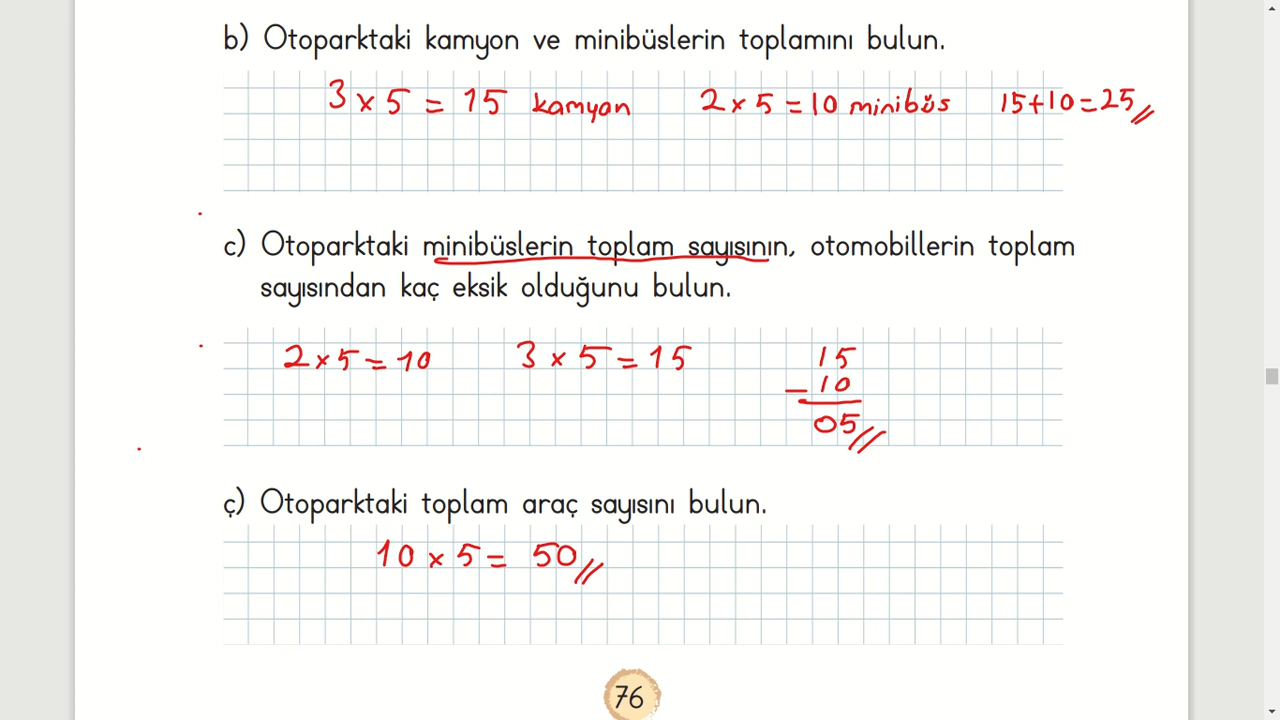 b) Otoparktaki kamyon ve minibüslerin toplamını bulun.
3 x 5 = 15 kamyon 2 x 5 = 10 minibüs 15+10=25
c) Otoparktaki minibüslerin toplam sayısının, otomobillerin toplam
sayısından kaç eksik olduğunu bulun.
2 x 5 = 10 3 x 5 = 15 15
- 10
05
ç) Otoparktaki toplam araç sayısını bulun.
10 x 5 = 50
76